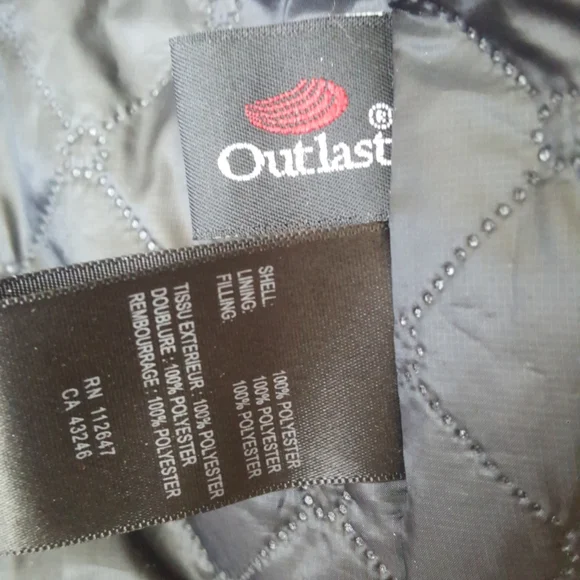 Outlast®
SHELL: 100% POLYESTER
LINING: 100% POLYESTER
FILLING: 100% POLYESTER
TISSU EXTERIEUR : 100% POLYESTER
DOUBLURE : 100% POLYESTER
REMBOURRAGE : 100% POLYESTER
RN 112647
CA 43246